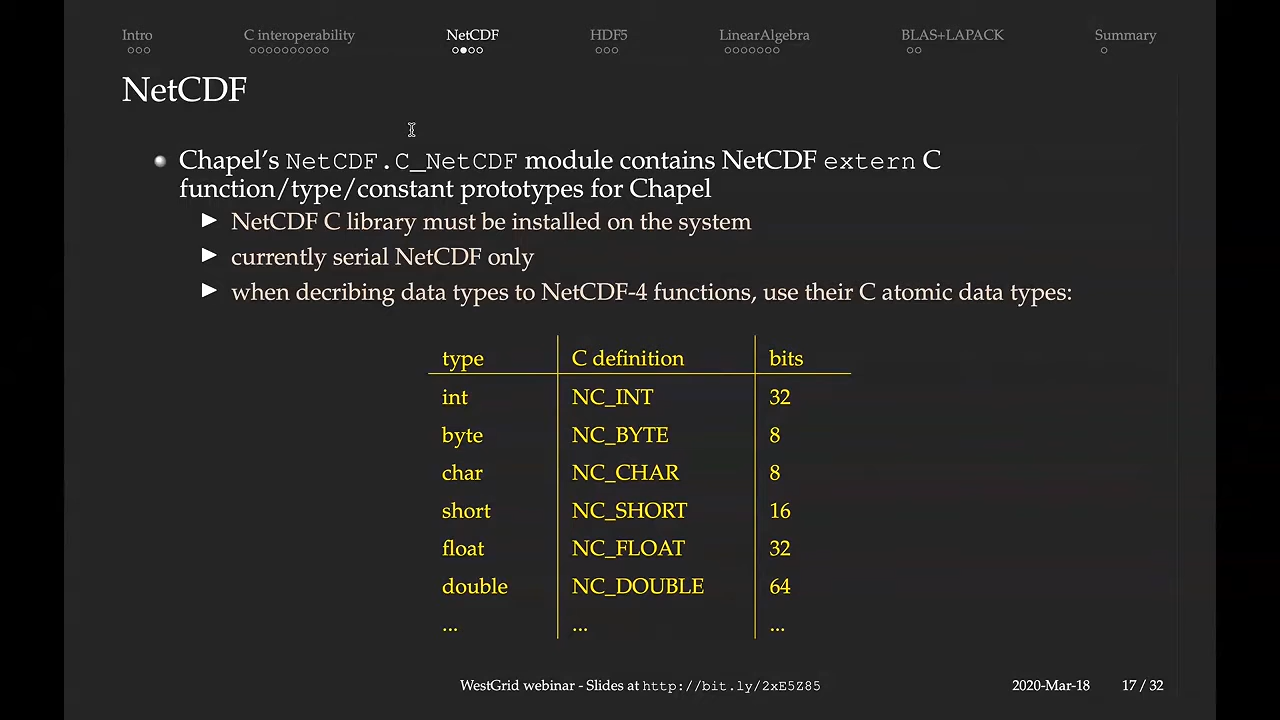 Intro C interoperability NetCDF HDF5 LinearAlgebra BLAS+LAPACK Summary
NetCDF
Chapel's NetCDF.C_NetCDF module contains NetCDF extern C
function/type/constant prototypes for Chapel
NetCDF C library must be installed on the system
currently serial NetCDF only
when decribing data types to NetCDF-4 functions, use their C atomic data types:
type C definition bits
int NC_INT 32
byte NC_BYTE 8
char NC_CHAR 8
short NC_SHORT 16
float NC_FLOAT 32
double NC_DOUBLE 64
... ... ...
WestGrid webinar - Slides at http://bit.ly/2xE5Z85 2020-Mar-18 17 / 32